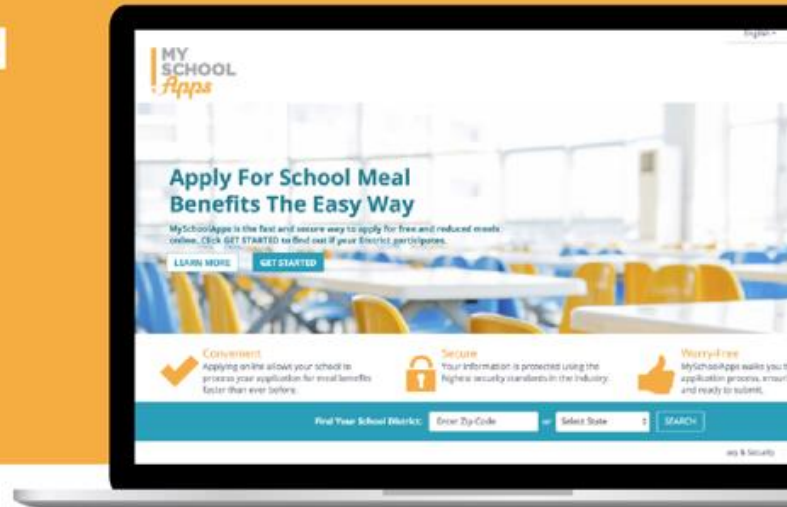 English
MY
SCHOOL
Apps
Apply For School Meal
Benefits The Easy Way
MySchoolApps is the fast and secure way to apply for free and reduced meals
online. Click GET STARTED to find out if your District participates.
LEARN MORE GET STARTED
Convenient
Applying online allows your school to
process your application for meal benefits
faster than ever before.
Secure
Your information is protected using the
highest security standards in the industry.
Worry-Free
MySchoolApps walks you
application process,
and ready to submit.
Find Your School District: Enter Zip Code or Select State SEARCH
& Security